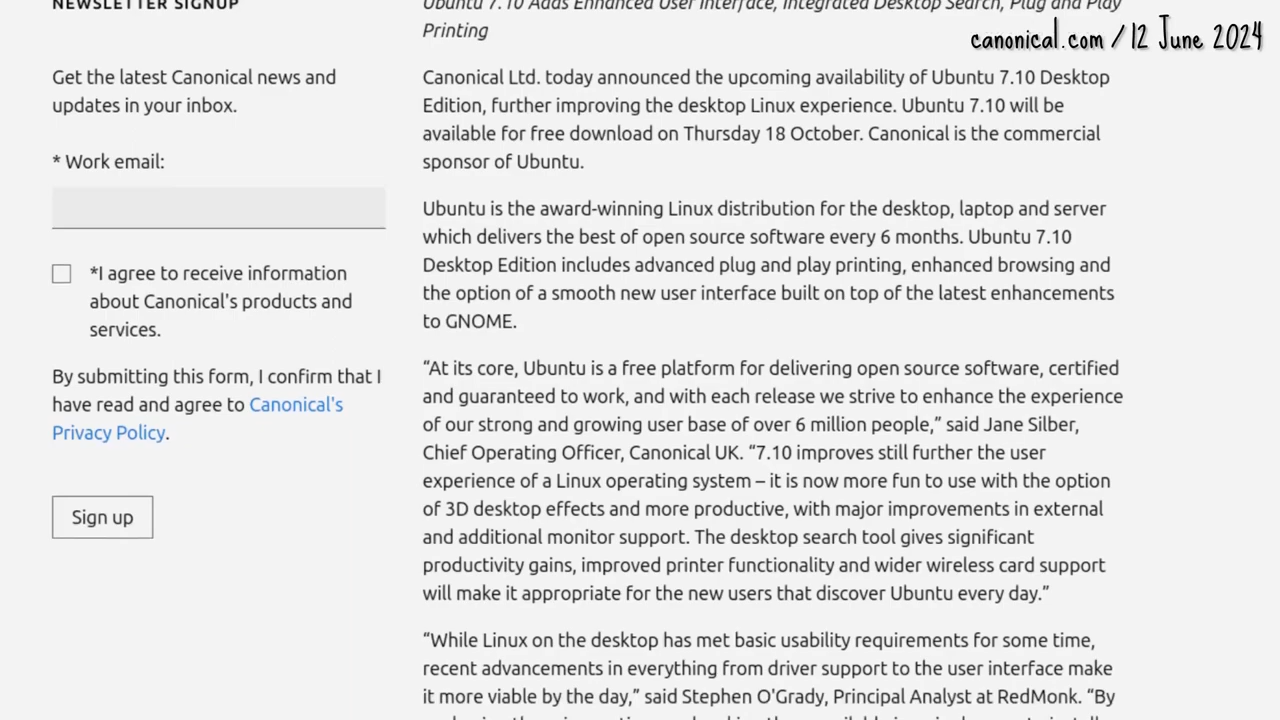 NEWSLETTER SIGNUP
Get the latest Canonical news and
updates in your inbox.
* Work email:
*I agree to receive information
about Canonical's products and
services.
By submitting this form, I confirm that I
have read and agree to Canonical's
Privacy Policy.
Sign up
Ubuntu 7.10 Adds Enhanced User Interface, Integrated Desktop Search, Plug and Play
Printing
canonical.com / 12 June 2024
Canonical Ltd. today announced the upcoming availability of Ubuntu 7.10 Desktop
Edition, further improving the desktop Linux experience. Ubuntu 7.10 will be
available for free download on Thursday 18 October. Canonical is the commercial
sponsor of Ubuntu.
Ubuntu is the award-winning Linux distribution for the desktop, laptop and server
which delivers the best of open source software every 6 months. Ubuntu 7.10
Desktop Edition includes advanced plug and play printing, enhanced browsing and
the option of a smooth new user interface built on top of the latest enhancements
to GNOME.
“At its core, Ubuntu is a free platform for delivering open source software, certified
and guaranteed to work, and with each release we strive to enhance the experience
of our strong and growing user base of over 6 million people,” said Jane Silber,
Chief Operating Officer, Canonical UK. “7.10 improves still further the user
experience of a Linux operating system – it is now more fun to use with the option
of 3D desktop effects and more productive, with major improvements in external
and additional monitor support. The desktop search tool gives significant
productivity gains, improved printer functionality and wider wireless card support
will make it appropriate for the new users that discover Ubuntu every day.”
“While Linux on the desktop has met basic usability requirements for some time,
recent advancements in everything from driver support to the user interface make
it more viable by the day,” said Stephen O'Grady, Principal Analyst at RedMonk. “By